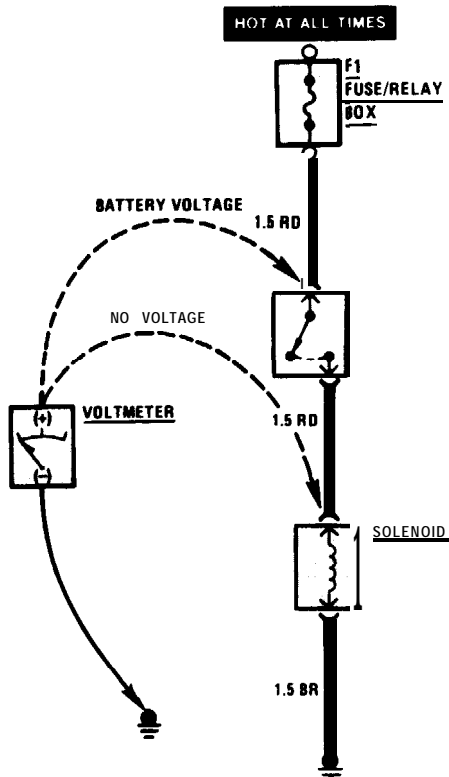 HOT AT ALL TIMES
F1
FUSE/RELAY
BOX
BATTERY VOLTAGE
1.5 RD
NO VOLTAGE
(+)
VOLTMETER
(-)
1.5 RD
SOLENOID
1.5 BR